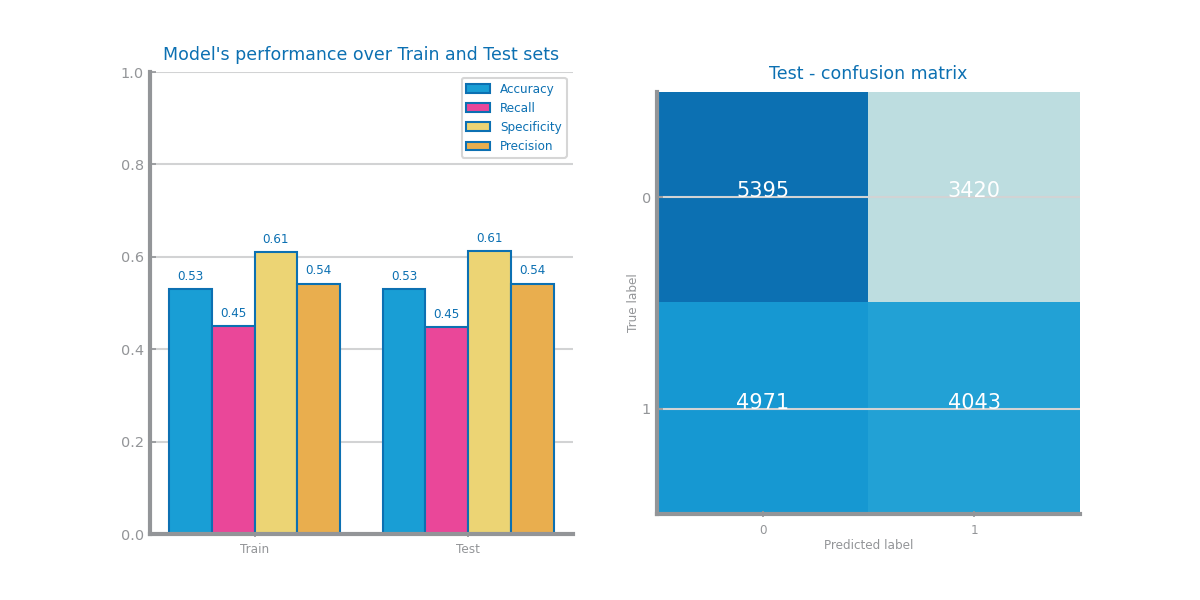 Model's performance over Train and Test sets
1.0
0.8
0.6
0.4
0.2
0.0
Accuracy
Recall
Specificity
Precision
0.53
0.45
0.61
0.54
0.53
0.45
0.61
0.54
Train
Test
Test - confusion matrix
True label
0
1
5395
3420
4971
4043
0
1
Predicted label